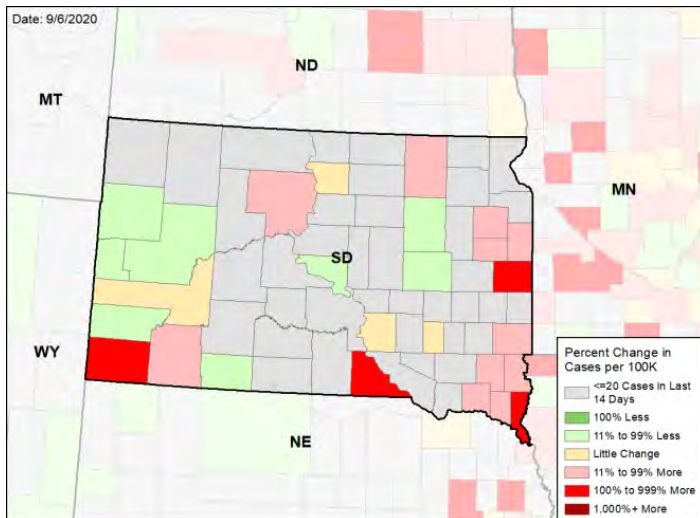 Date: 9/6/2020
ND
MT
MN
SD
WY
NE
Percent Change in
Cases per 100K
<=20 Cases in Last
14 Days
100% Less
11% to 99% Less
Little Change
11% to 99% More
100% to 999% More
1,000%+ More